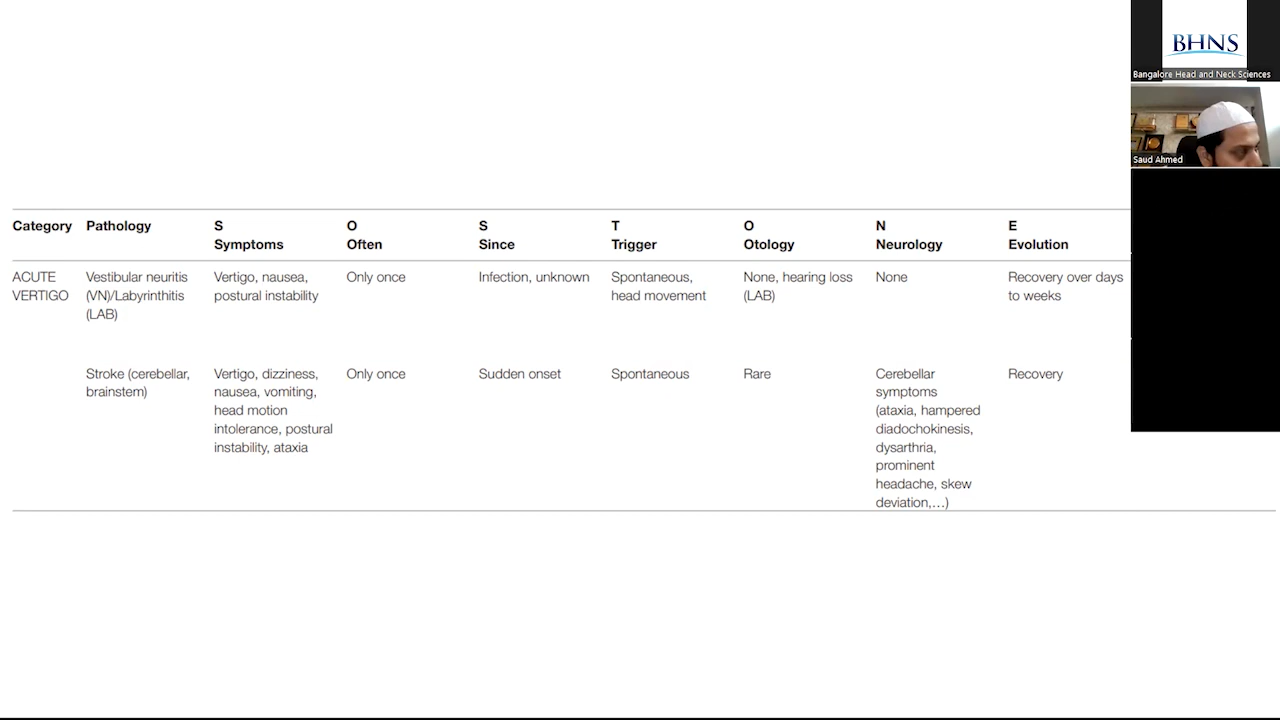 BHNS
Bangalore Head and Neck Sciences
Saud Ahmed
Category Pathology S O S T O N E
Symptoms Often Since Trigger Otology Neurology Evolution
ACUTE Vestibular neuritis Vertigo, nausea, Only once Infection, unknown Spontaneous, None, hearing loss None Recovery over days
VERTIGO (VN)/Labyrinthitis postural instability head movement (LAB) to weeks
(LAB)
Stroke (cerebellar, Vertigo, dizziness, Only once Sudden onset Spontaneous Rare Cerebellar Recovery
brainstem) nausea, vomiting, symptoms
head motion (ataxia, hampered
intolerance, postural diadochokinesis,
instability, ataxia dysarthria,
prominent
headache, skew
deviation,...)